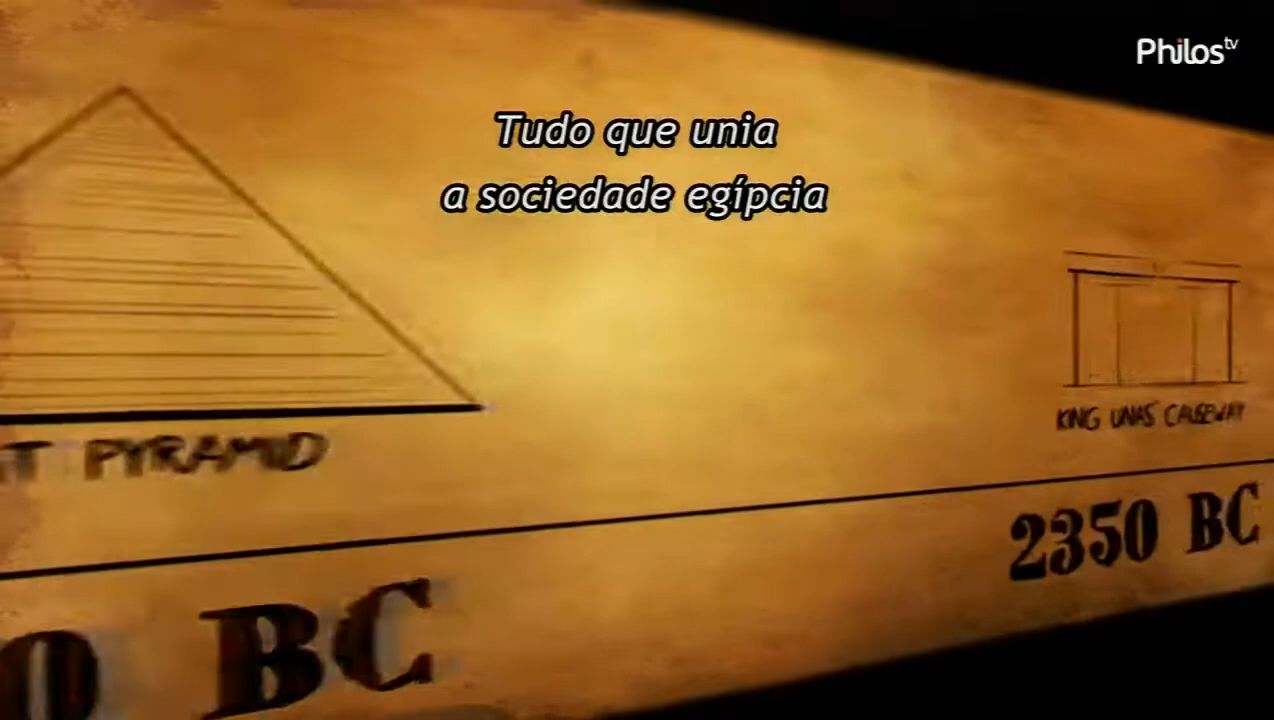 Philos tv
Tudo que unia
a sociedade egípcia
KING UNAS' CAUSEWAY
PYRAMID
2350 BC
BC